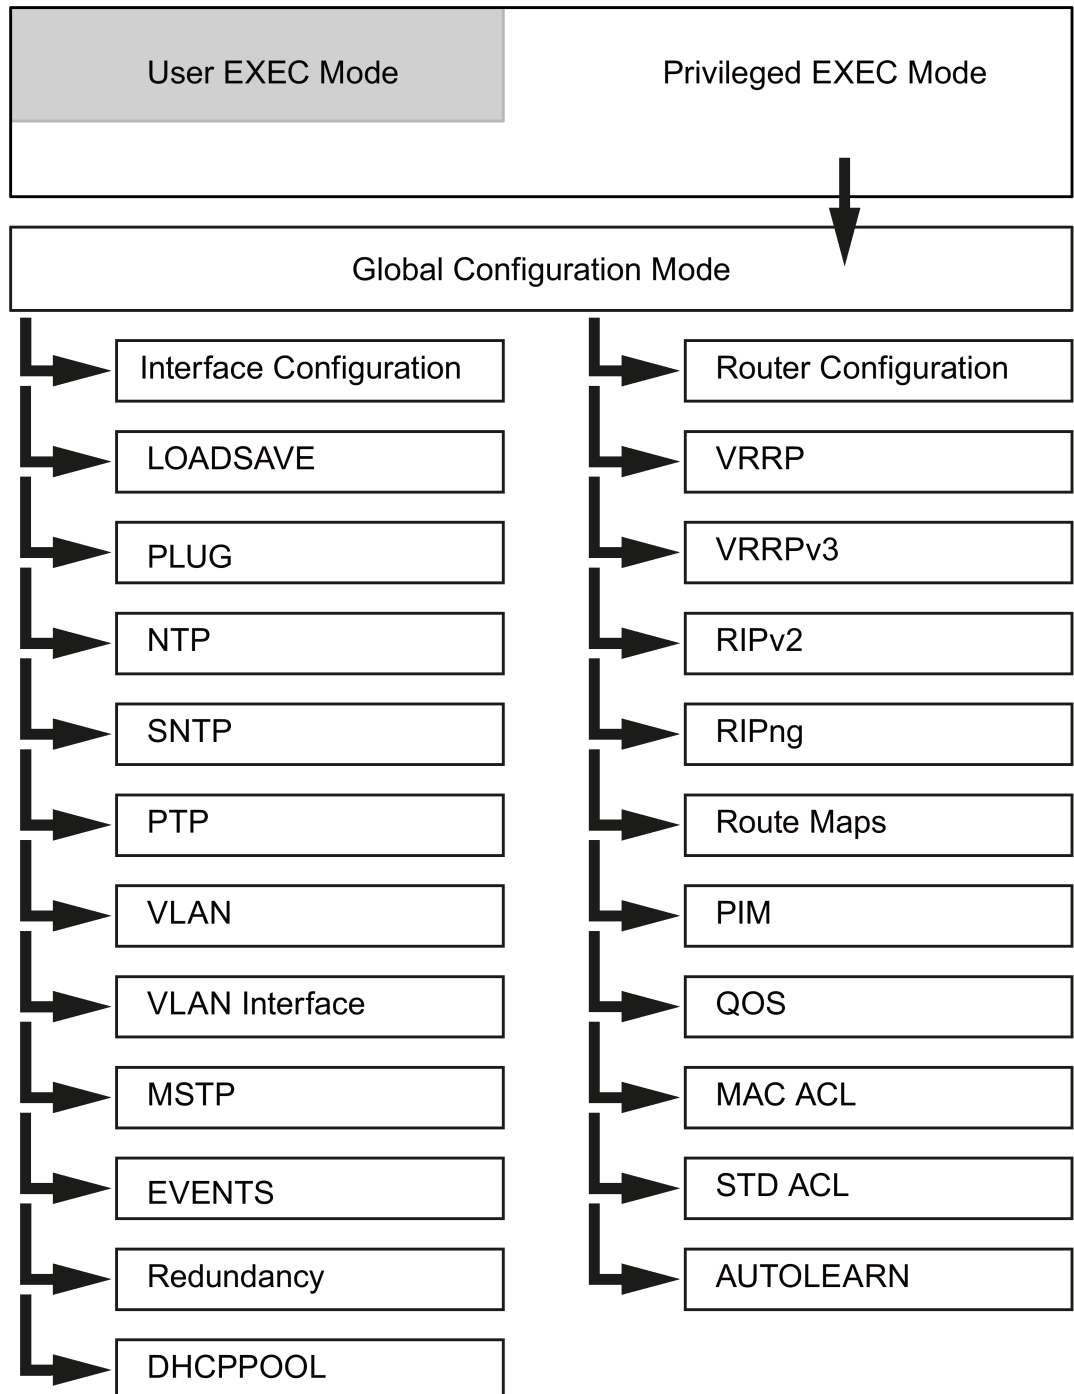 User EXEC Mode
Privileged EXEC Mode
Global Configuration Mode
Interface Configuration
LOADSAVE
PLUG
NTP
SNTP
PTP
VLAN
VLAN Interface
MSTP
EVENTS
Redundancy
DHCPPOOL
Router Configuration
VRRP
VRRPv3
RIPv2
RIPng
Route Maps
PIM
QOS
MAC ACL
STD ACL
AUTOLEARN